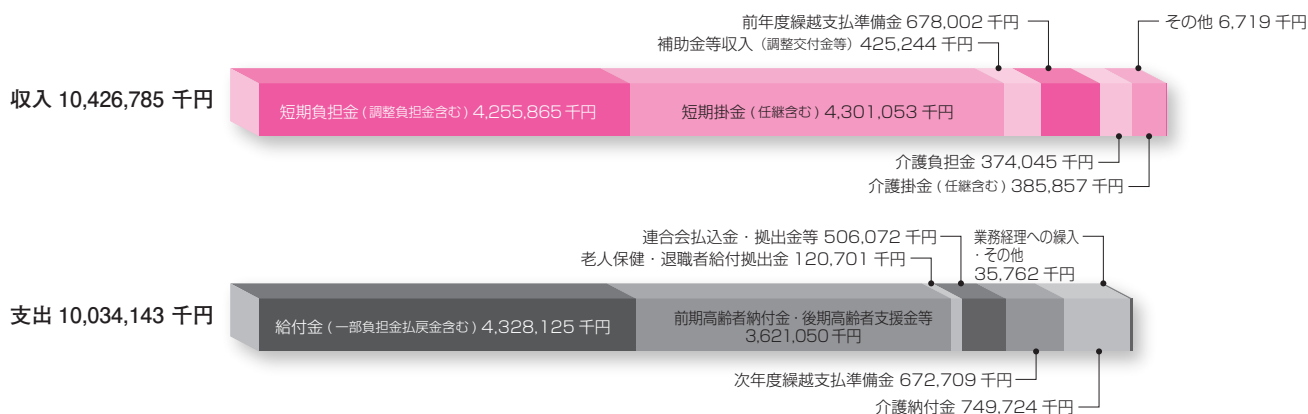 前年度繰越支払準備金 678,002 千円
その他 6,719 千円
補助金等収入（調整交付金等）425,244 千円
収入 10,426,785 千円
短期負担金 ( 調整負担金含む ) 4,255,865 千円
短期掛金 ( 任継含む ) 4,301,053 千円
介護負担金 374,045 千円
介護掛金 ( 任継含む ) 385,857 千円
連合会払込金・拠出金等 506,072 千円
業務経理への繰入
・その他
35,762 千円
老人保健・退職者給付拠出金 120,701 千円
支出 10,034,143 千円
給付金 ( 一部負担金払戻金含む ) 4,328,125 千円
前期高齢者納付金・後期高齢者支援金等
3,621,050 千円
次年度繰越支払準備金 672,709 千円
介護納付金 749,724 千円